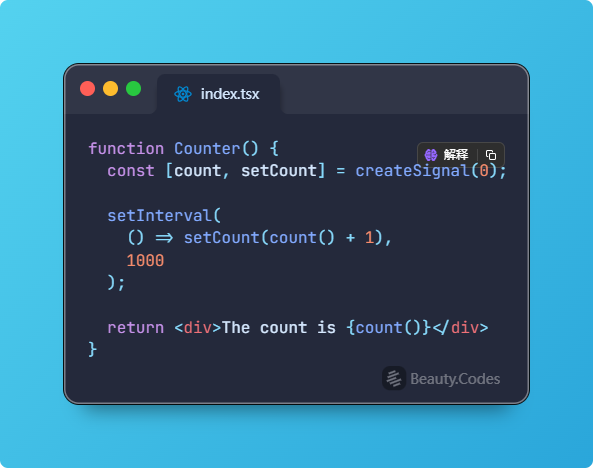 index.tsx
function Counter() {
解释
const [count, setCount] = createSignal(0);
setInterval(
() => setCount(count() + 1),
1000
);
return <div>The count is {count()}</div>
}
Beauty.Codes